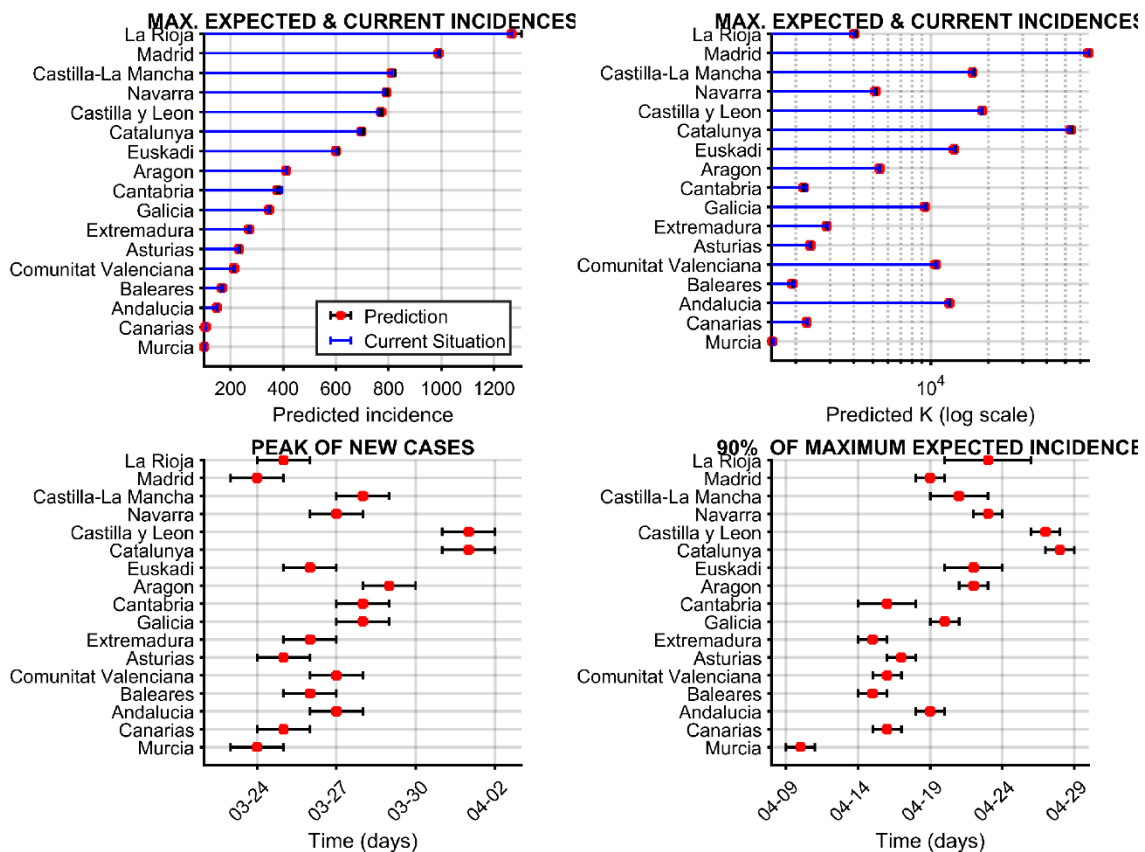 MAX. EXPECTED & CURRENT INCIDENCES
La Rioja
Madrid
Castilla-La Mancha
Navarra
Castilla y Leon
Catalunya
Euskadi
Aragon
Cantabria
Galicia
Extremadura
Asturias
Comunitat Valenciana
Baleares
Andalucia
Canarias
Murcia
Prediction
Current Situation
200 400 600 800 1000 1200
Predicted incidence
MAX. EXPECTED & CURRENT INCIDENCES
La Rioja
Madrid
Castilla-La Mancha
Navarra
Castilla y Leon
Catalunya
Euskadi
Aragon
Cantabria
Galicia
Extremadura
Asturias
Comunitat Valenciana
Baleares
Andalucia
Canarias
Murcia
10^4
Predicted K (log scale)
PEAK OF NEW CASES
La Rioja
Madrid
Castilla-La Mancha
Navarra
Castilla y Leon
Catalunya
Euskadi
Aragon
Cantabria
Galicia
Extremadura
Asturias
Comunitat Valenciana
Baleares
Andalucia
Canarias
Murcia
03-24 03-27 03-30 04-02
Time (days)
90% OF MAXIMUM EXPECTED INCIDENCE
La Rioja
Madrid
Castilla-La Mancha
Navarra
Castilla y Leon
Catalunya
Euskadi
Aragon
Cantabria
Galicia
Extremadura
Asturias
Comunitat Valenciana
Baleares
Andalucia
Canarias
Murcia
04-09 04-14 04-19 04-24 04-29
Time (days)